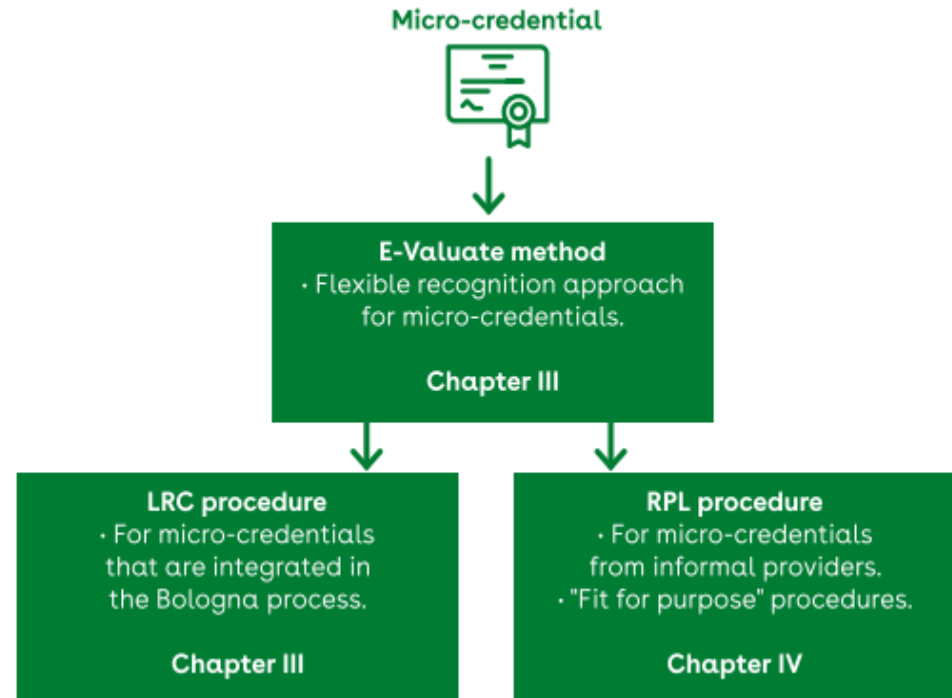 Micro-credential
E-Valuate method
· Flexible recognition approach
for micro-credentials.
Chapter III
LRC procedure
· For micro-credentials
that are integrated in
the Bologna process.
Chapter III
RPL procedure
· For micro-credentials
from informal providers.
· "Fit for purpose" procedures.
Chapter IV